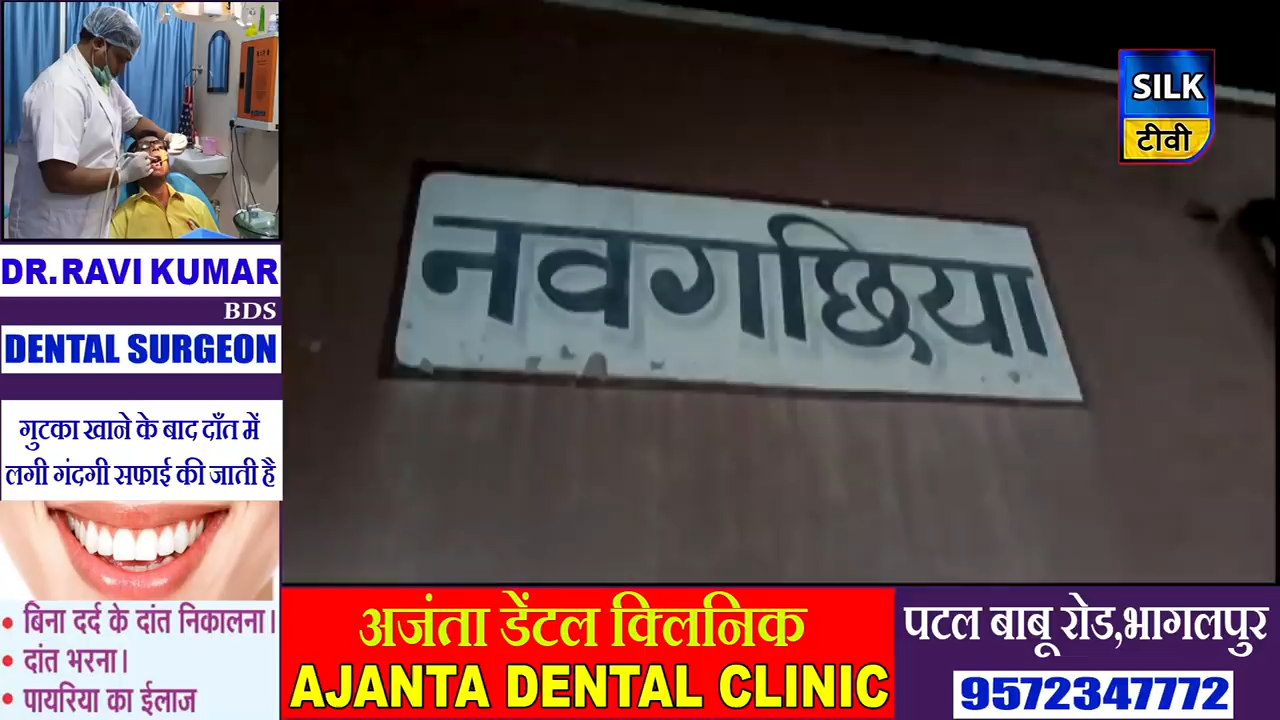 SILK
टीवी
नवगछिया
DR. RAVI KUMAR
BDS
DENTAL SURGEON
गुटका खाने के बाद दाँत में
लगी गंदगी सफाई की जाती है
• बिना दर्द के दांत निकालना।
• दांत भरना।
• पायरिया का ईलाज
अजंता डेंटल क्लिनिक
AJANTA DENTAL CLINIC
पटल बाबू रोड,भागलपुर
9572347772